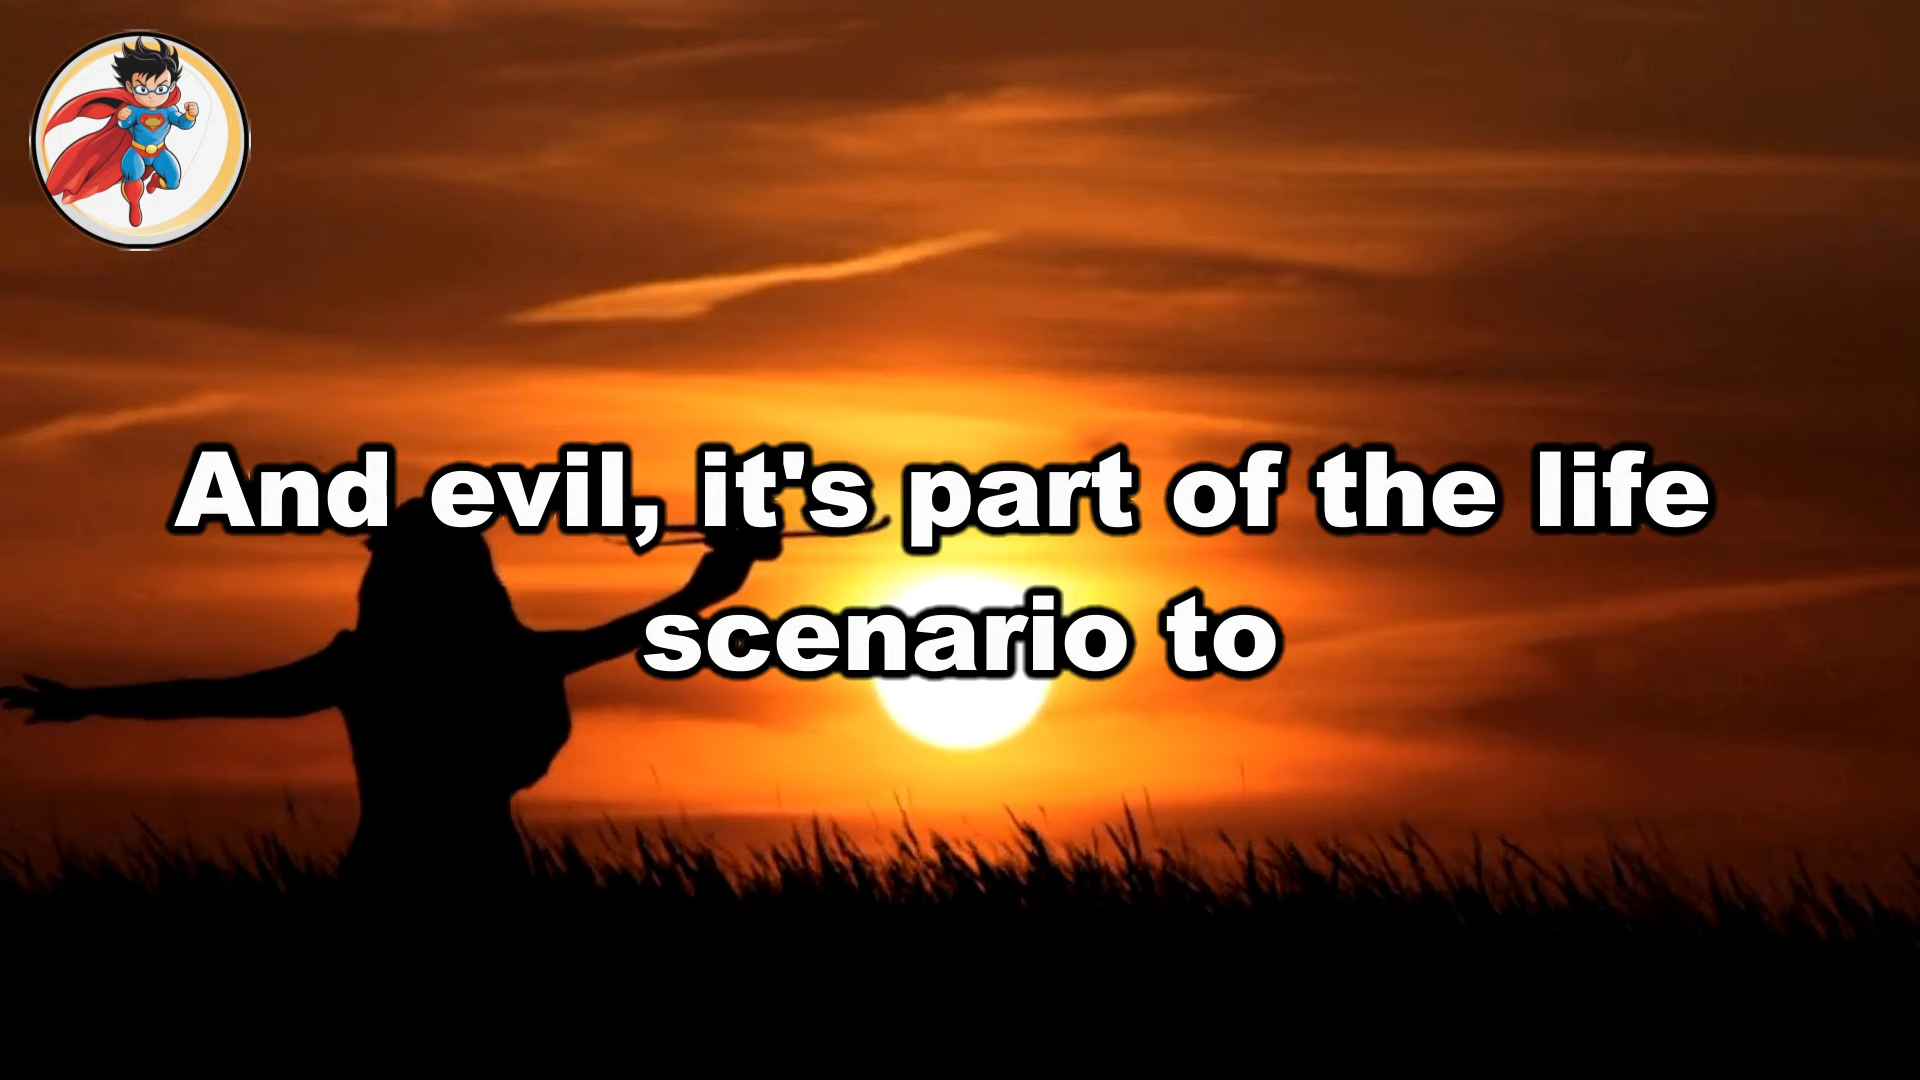 And evil, it's part of the life
scenario to